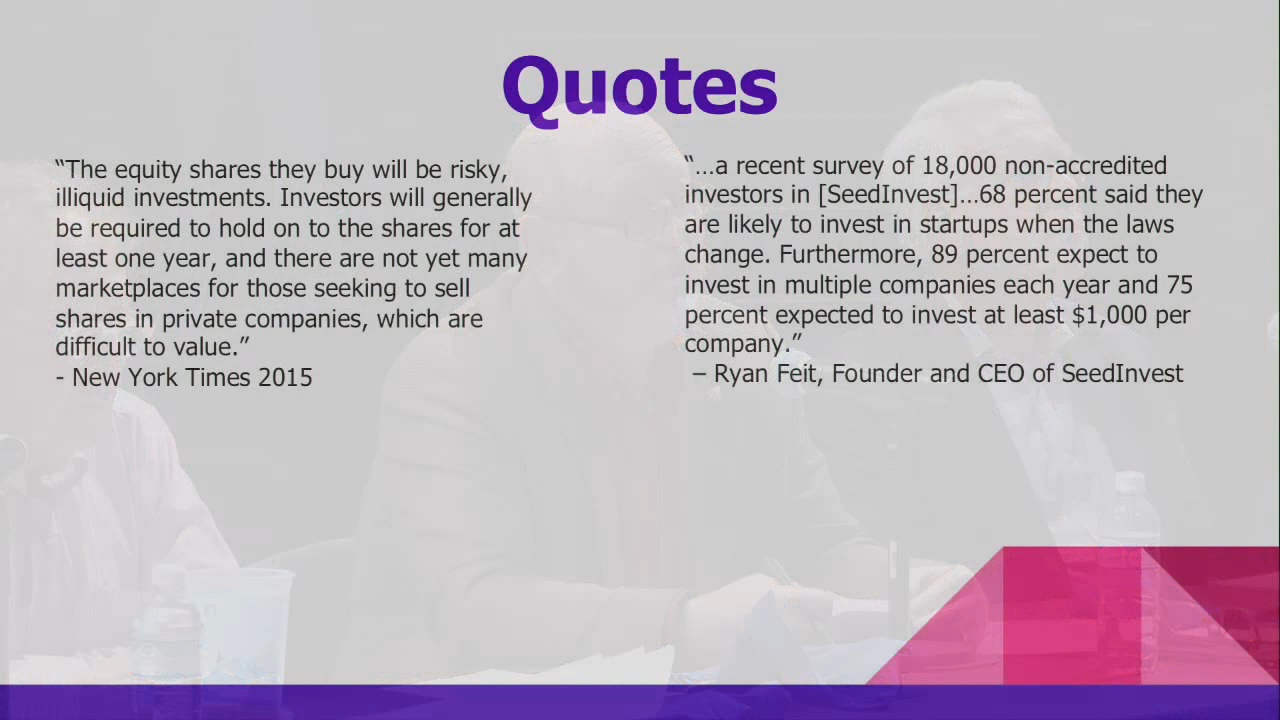 Quotes
“The equity shares they buy will be risky,
illiquid investments. Investors will generally
be required to hold on to the shares for at
least one year, and there are not yet many
marketplaces for those seeking to sell
shares in private companies, which are
difficult to value.”
- New York Times 2015
“…a recent survey of 18,000 non-accredited
investors in [SeedInvest]…68 percent said they
are likely to invest in startups when the laws
change. Furthermore, 89 percent expect to
invest in multiple companies each year and 75
percent expected to invest at least $1,000 per
company.”
– Ryan Feit, Founder and CEO of SeedInvest